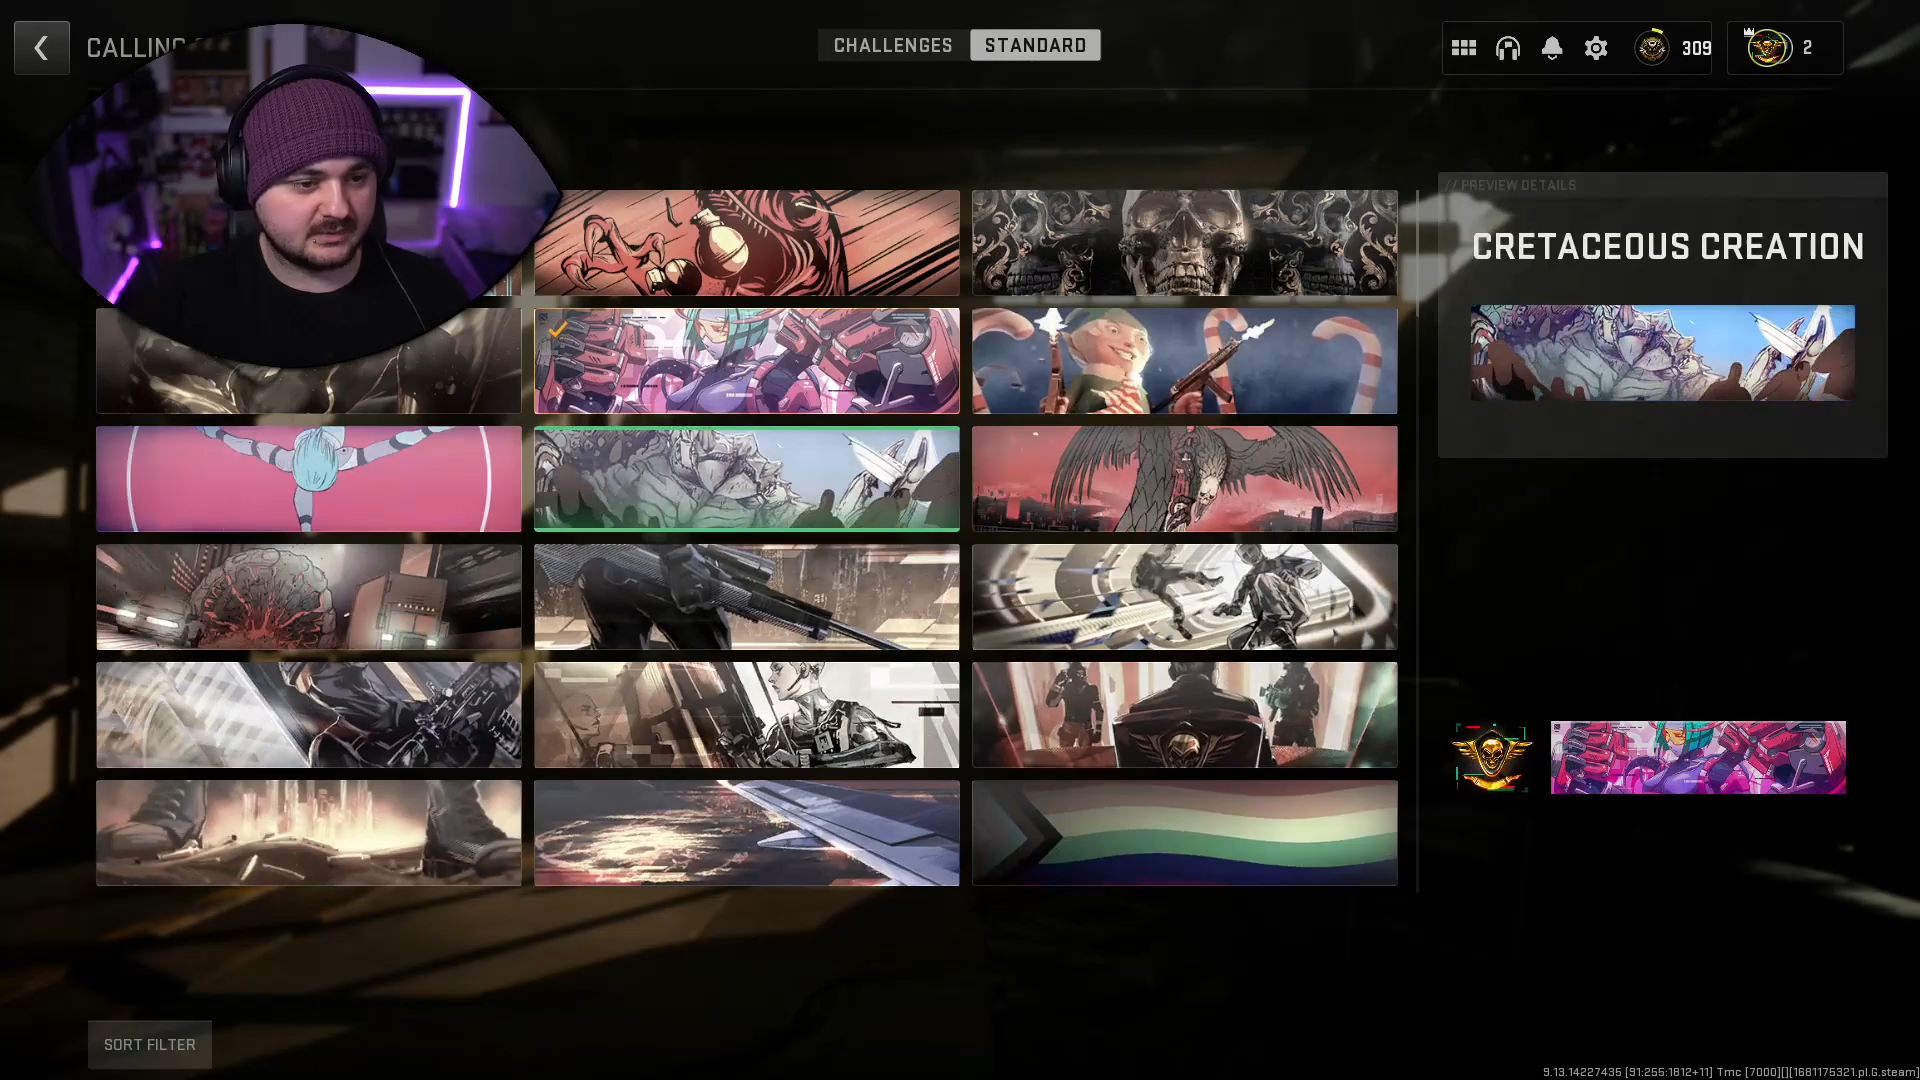 CALLING
CHALLENGES
STANDARD
309
2
// PREVIEW DETAILS
CRETACEOUS CREATION
SORT FILTER
9.13.14227435 [91:255:1812+11] Tmc [7000][][1681175321.pl.G.steam]